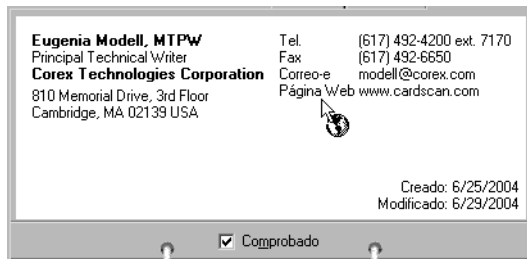 Eugenia Modell, MTPW
Principal Technical Writer
Corex Technologies Corporation
810 Memorial Drive, 3rd Floor
Cambridge, MA 02139 USA
Tel. (617) 492-4200 ext. 7170
Fax (617) 492-6650
Correo-e modell@corex.com
Página Web www.cardscan.com
Creado: 6/25/2004
Modificado: 6/29/2004
Comprobado